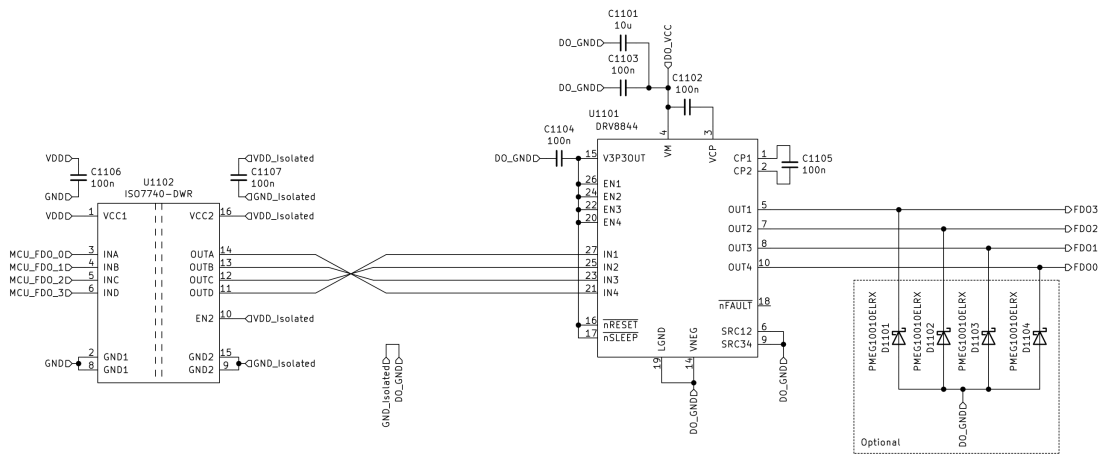 C1101
10u
DO_GND
DO_VCC
C1103
100n
DO_GND
C1102
100n
U1101
DRV8844
4
3
VM
VCP
C1104
100n
DO_GND
15 V3P3OUT
26 EN1
24 EN2
22 EN3
20 EN4
27 IN1
25 IN2
23 IN3
21 IN4
16 nRESET
17 nSLEEP
LGND
VNEG
19
14
DO_GND
CP1 1
CP2 2
C1105
100n
OUT1 5
OUT2 7
OUT3 8
OUT4 10
nFAULT 18
SRC12 6
SRC34 9
DO_GND
FDO3
FDO2
FDO1
FDO0
PMEG10010ELRX
D1101
PMEG10010ELRX
D1102
PMEG10010ELRX
D1103
PMEG10010ELRX
D1104
DO_GND
Optional
VDD
C1106
100n
GND
VDD_Isolated
C1107
100n
GND_Isolated
U1102
ISO7740-DWR
VDD 1 VCC1
VCC2 16 VDD_Isolated
MCU_FDO_0 3 INA
MCU_FDO_1 4 INB
MCU_FDO_2 5 INC
MCU_FDO_3 6 IND
OUTA 14
OUTB 13
OUTC 12
OUTD 11
EN2 10 VDD_Isolated
GND
2 GND1
8 GND1
GND2 15
GND2 9
GND_Isolated
GND_Isolated
DO_GND